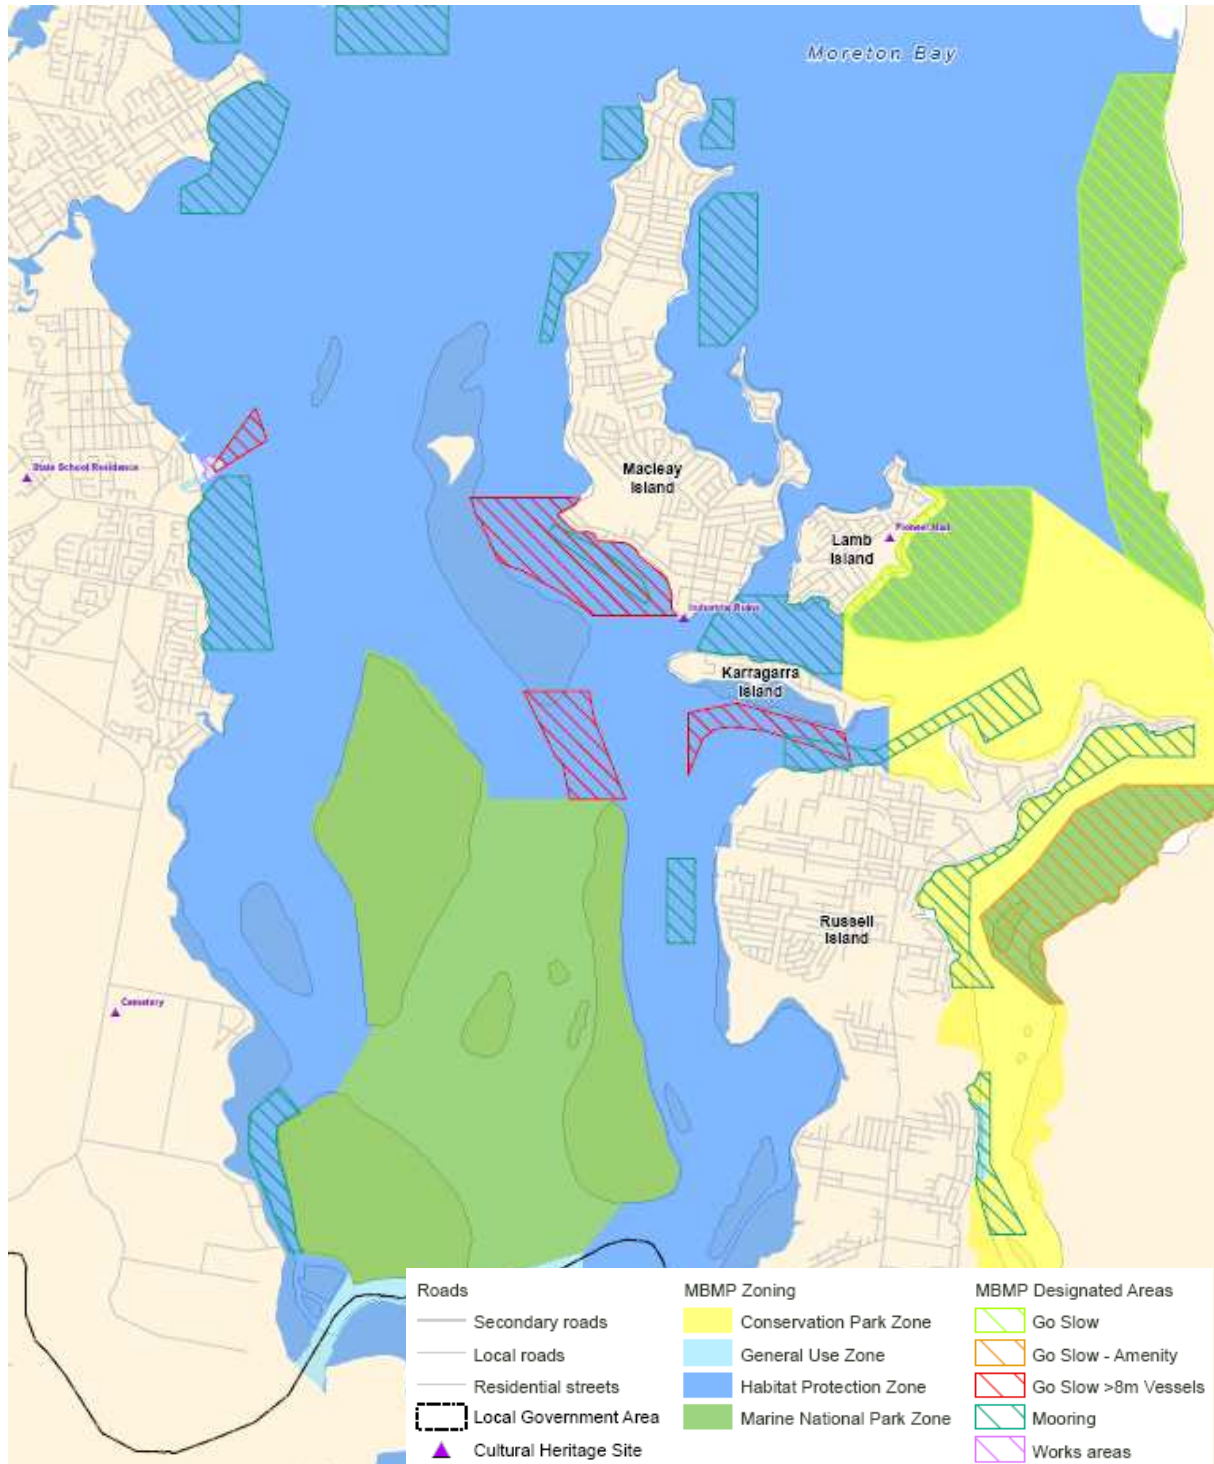 Moreton Bay
State School Residence
Macleay
Island
Pioneer Hall
Lamb
Island
Industrial Ruins
Karragarra
Island
Russell
Island
Cemetery
Roads
Secondary roads
Local roads
Residential streets
Local Government Area
Cultural Heritage Site
MBMP Zoning
Conservation Park Zone
General Use Zone
Habitat Protection Zone
Marine National Park Zone
MBMP Designated Areas
Go Slow
Go Slow - Amenity
Go Slow >8m Vessels
Mooring
Works areas